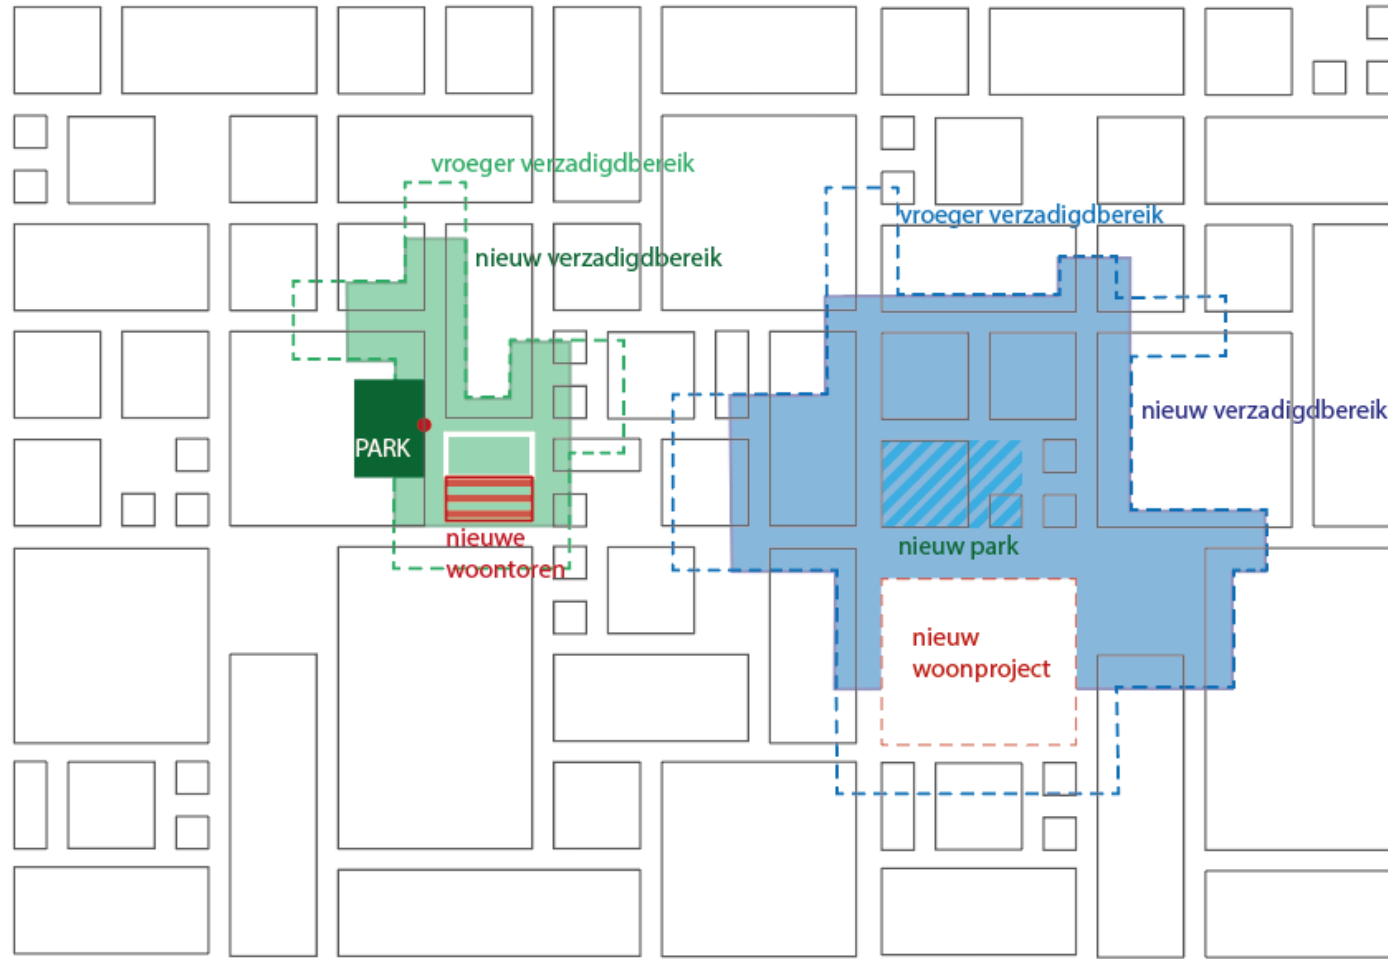 vroeger verzadigdbereik
nieuw verzadigdbereik
PARK
nieuwe
woontoren
vroeger verzadigdbereik
nieuw verzadigdbereik
nieuw park
nieuw
woonproject